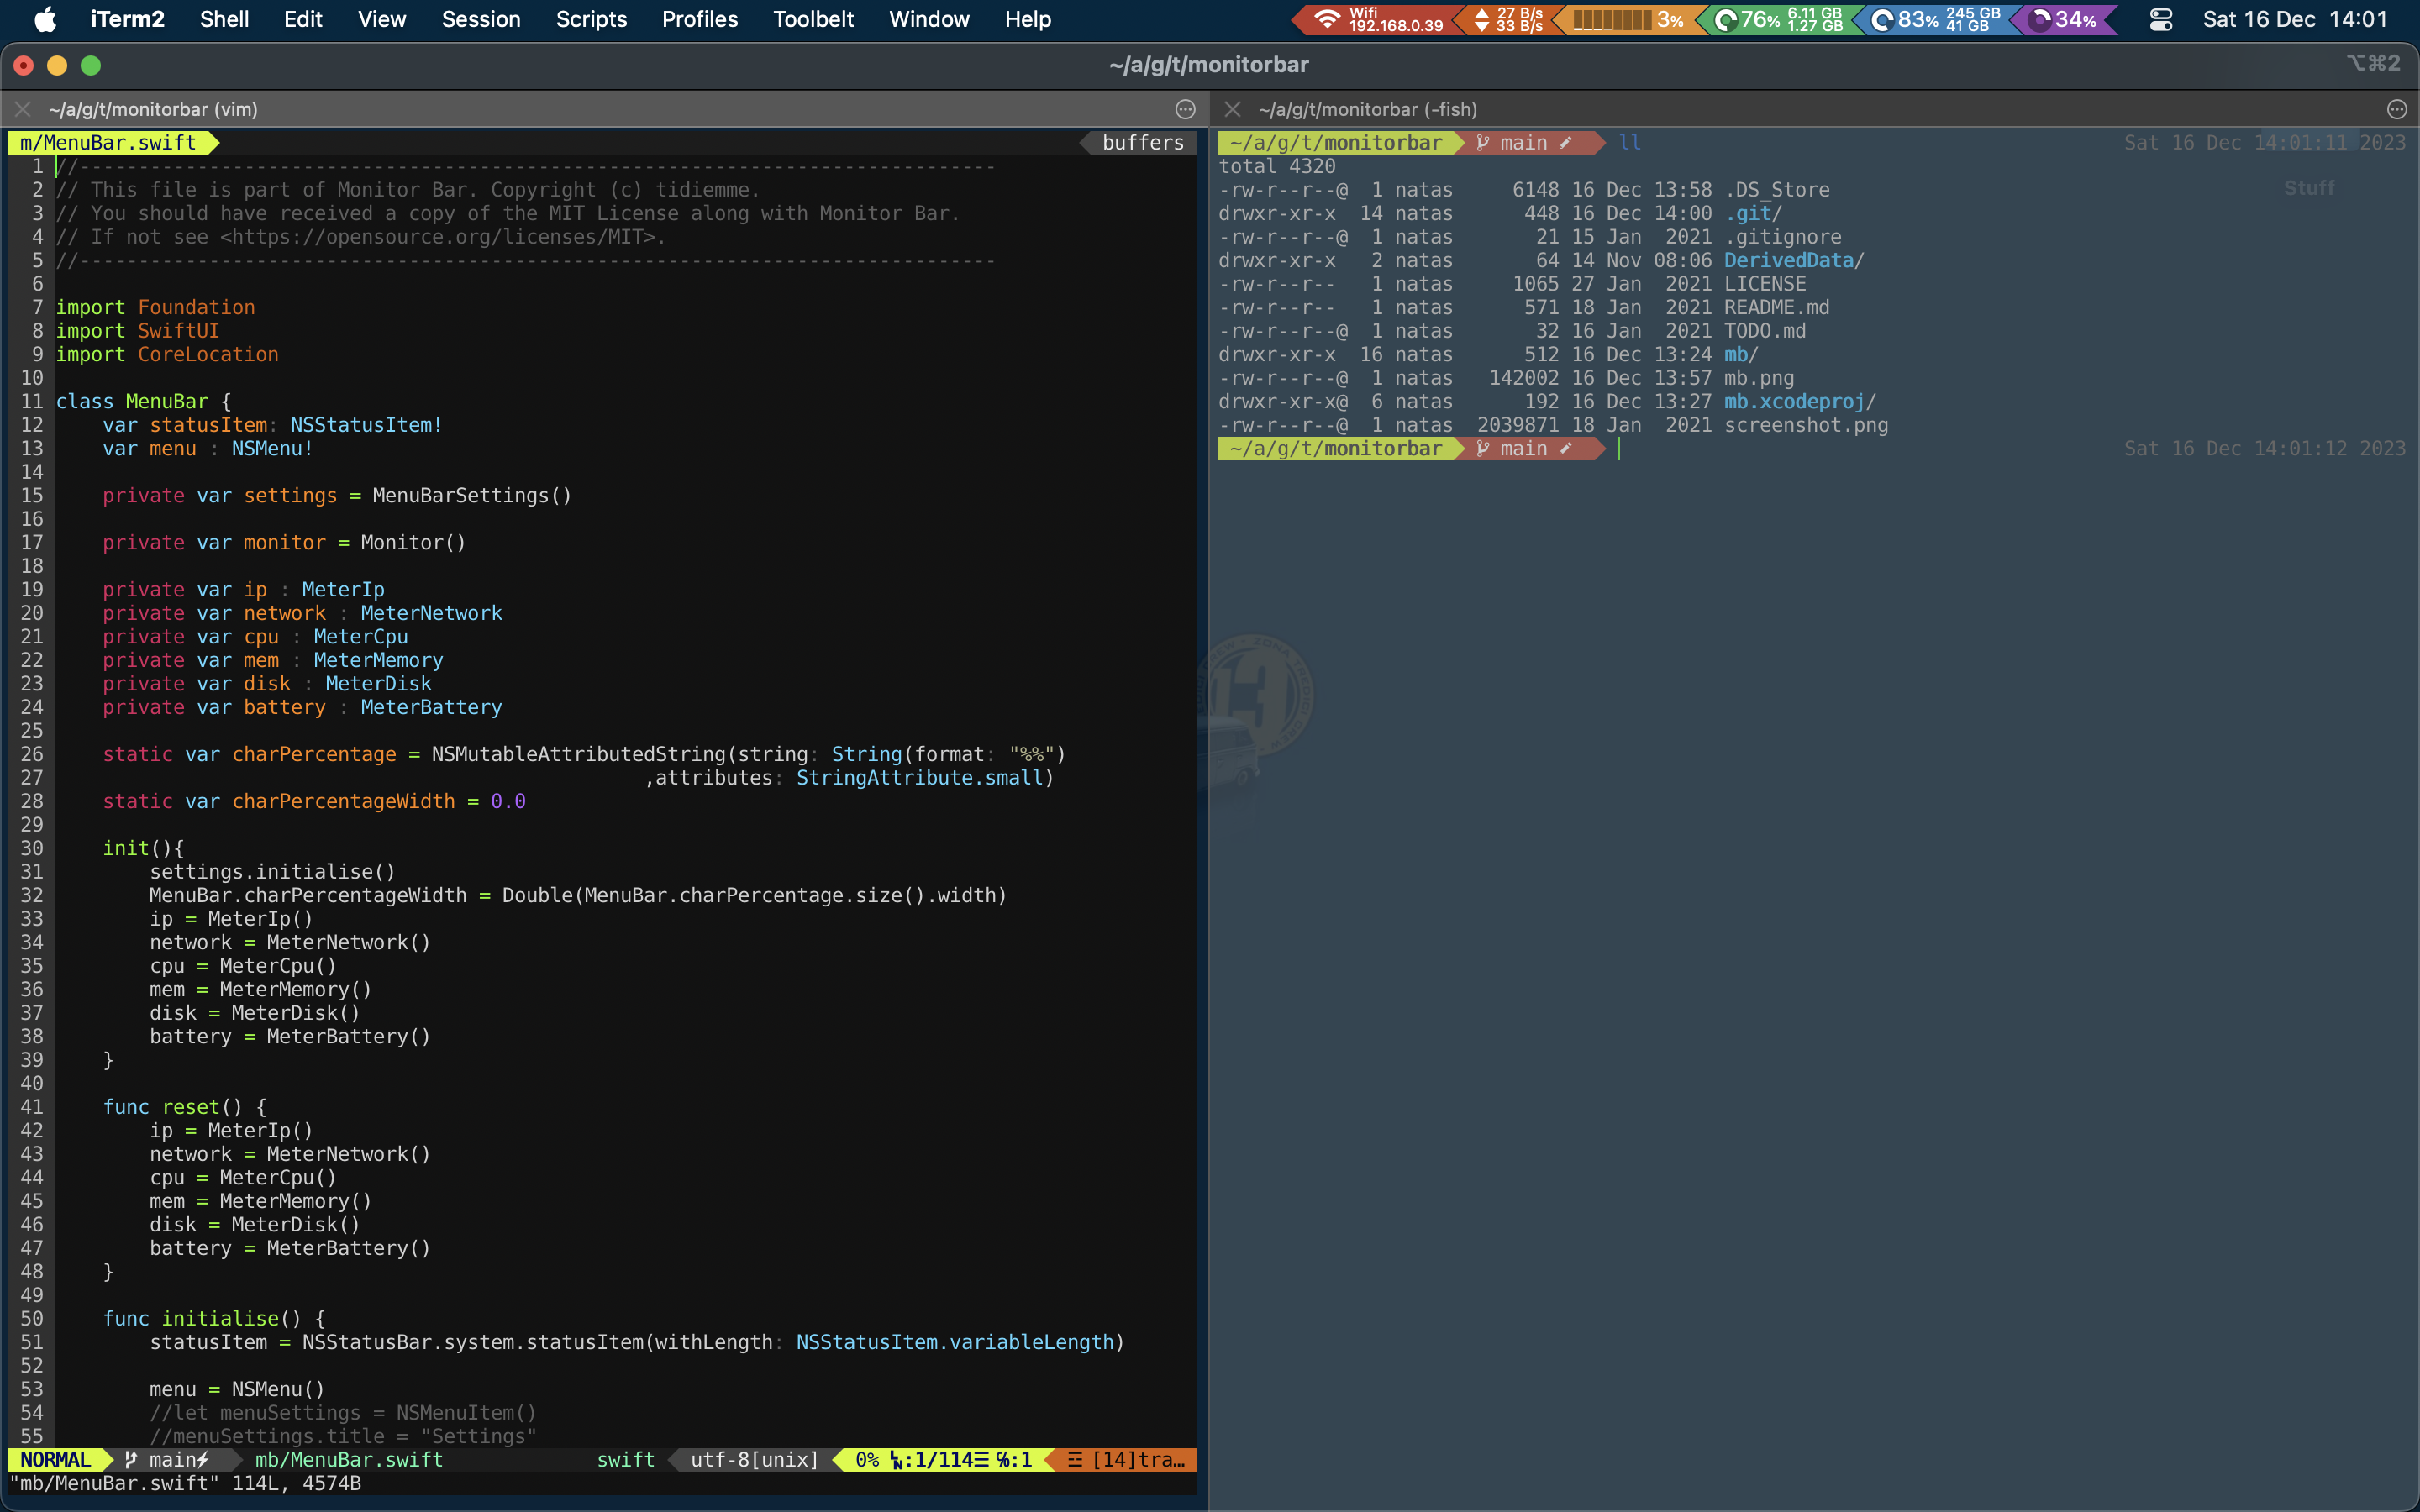 iTerm2 Shell Edit View Session Scripts Profiles Toolbelt Window Help Wifi 192.168.0.39 27 B/s 33 B/s 3% 76% 6.11 GB 1.27 GB 83% 245 GB 41 GB 34% Sat 16 Dec 14:01
~/a/g/t/monitorbar ⌥⌘2
~/a/g/t/monitorbar (vim)
m/MenuBar.swift buffers
1 //------------------------------------------------------------------------------
2 // This file is part of Monitor Bar. Copyright (c) tidiemme.
3 // You should have received a copy of the MIT License along with Monitor Bar.
4 // If not see <https://opensource.org/licenses/MIT>.
5 //------------------------------------------------------------------------------
6
7 import Foundation
8 import SwiftUI
9 import CoreLocation
10
11 class MenuBar {
12     var statusItem: NSStatusItem!
13     var menu : NSMenu!
14
15     private var settings = MenuBarSettings()
16
17     private var monitor = Monitor()
18
19     private var ip : MeterIp
20     private var network : MeterNetwork
21     private var cpu : MeterCpu
22     private var mem : MeterMemory
23     private var disk : MeterDisk
24     private var battery : MeterBattery
25
26     static var charPercentage = NSMutableAttributedString(string: String(format: "%%")
27                                                   ,attributes: StringAttribute.small)
28     static var charPercentageWidth = 0.0
29
30     init(){
31         settings.initialise()
32         MenuBar.charPercentageWidth = Double(MenuBar.charPercentage.size().width)
33         ip = MeterIp()
34         network = MeterNetwork()
35         cpu = MeterCpu()
36         mem = MeterMemory()
37         disk = MeterDisk()
38         battery = MeterBattery()
39     }
40
41     func reset() {
42         ip = MeterIp()
43         network = MeterNetwork()
44         cpu = MeterCpu()
45         mem = MeterMemory()
46         disk = MeterDisk()
47         battery = MeterBattery()
48     }
49
50     func initialise() {
51         statusItem = NSStatusBar.system.statusItem(withLength: NSStatusItem.variableLength)
52
53         menu = NSMenu()
54         //let menuSettings = NSMenuItem()
55         //menuSettings.title = "Settings"
NORMAL main⚡ mb/MenuBar.swift swift utf-8[unix] 0% ㏑:1/114☰ ℅:1 ☲ [14]tra…
"mb/MenuBar.swift" 114L, 4574B
~/a/g/t/monitorbar (-fish)
~/a/g/t/monitorbar main ll Sat 16 Dec 14:01:11 2023
total 4320
-rw-r--r--@  1 natas     6148 16 Dec 13:58 .DS_Store
Stuff
drwxr-xr-x  14 natas      448 16 Dec 14:00 .git/
-rw-r--r--@  1 natas       21 15 Jan  2021 .gitignore
drwxr-xr-x   2 natas       64 14 Nov 08:06 DerivedData/
-rw-r--r--   1 natas     1065 27 Jan  2021 LICENSE
-rw-r--r--   1 natas      571 18 Jan  2021 README.md
-rw-r--r--@  1 natas       32 16 Jan  2021 TODO.md
drwxr-xr-x  16 natas      512 16 Dec 13:24 mb/
-rw-r--r--@  1 natas   142002 16 Dec 13:57 mb.png
drwxr-xr-x@  6 natas      192 16 Dec 13:27 mb.xcodeproj/
-rw-r--r--@  1 natas  2039871 18 Jan  2021 screenshot.png
~/a/g/t/monitorbar main Sat 16 Dec 14:01:12 2023
13